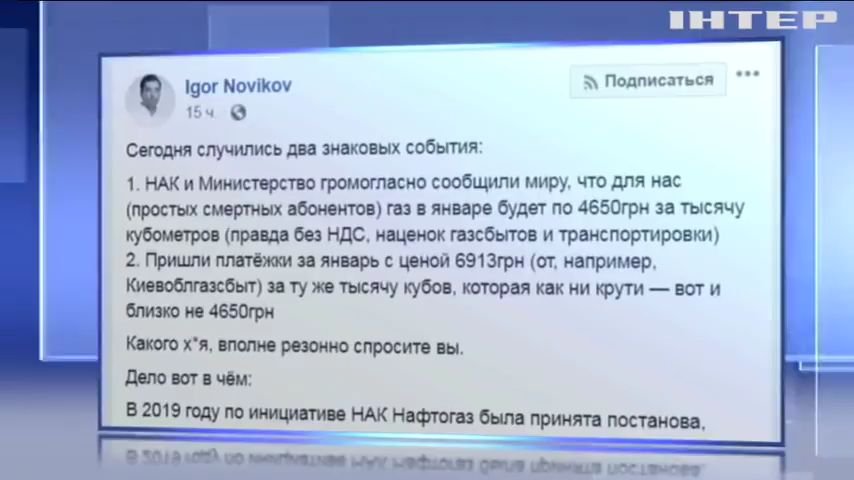 ІНТЕР
Igor Novikov
Подписаться
15 ч.
Сегодня случились два знаковых события:
1. НАК и Министерство громогласно сообщили миру, что для нас
(простых смертных абонентов) газ в январе будет по 4650грн за тысячу
кубометров (правда без НДС, наценок газсбытов и транспортировки)
2. Пришли платёжки за январь с ценой 6913грн (от, например,
Киевоблгазсбыт) за ту же тысячу кубов, которая как ни крути — вот и
близко не 4650грн
Какого х*я, вполне резонно спросите вы.
Дело вот в чём:
В 2019 году по инициативе НАК Нафтогаз была принята постанова,